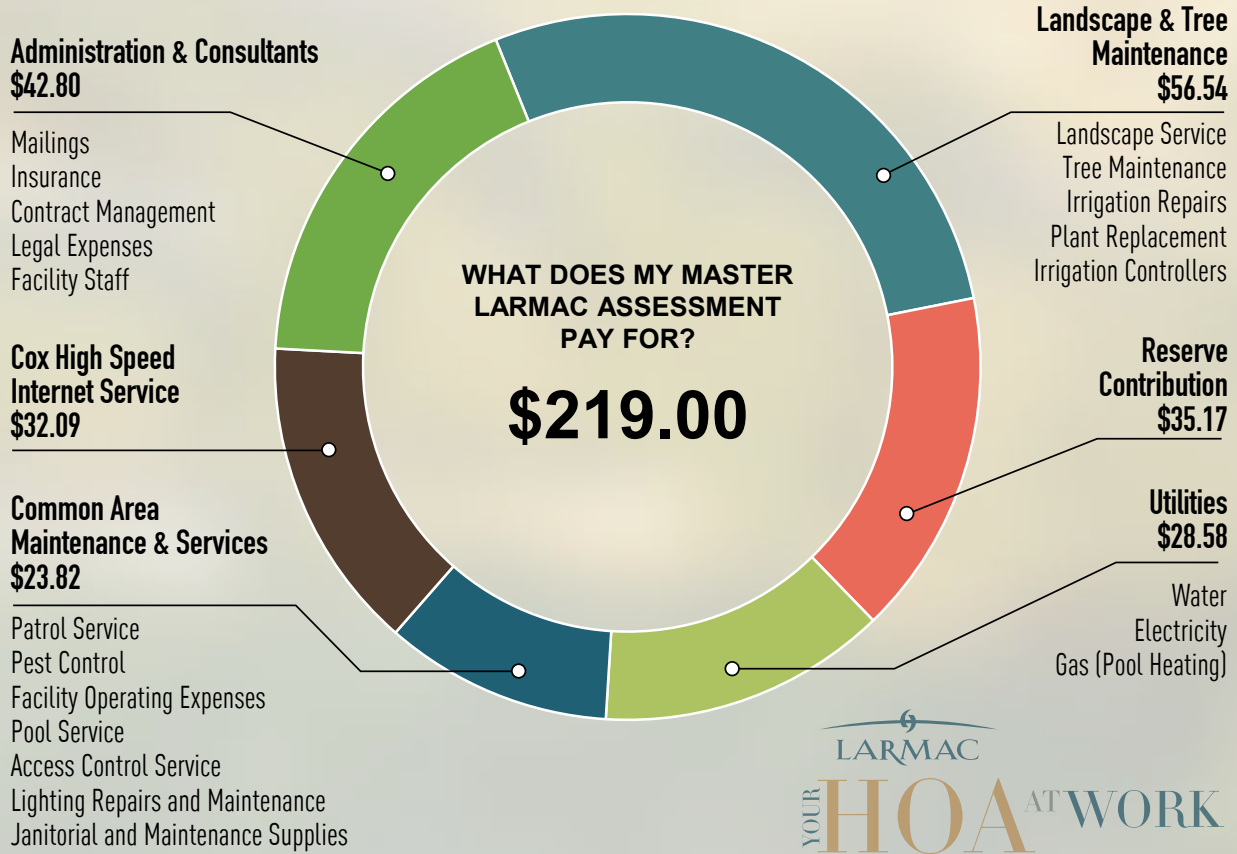 Administration & Consultants
$42.80
Mailings
Insurance
Contract Management
Legal Expenses
Facility Staff
Cox High Speed
Internet Service
$32.09
Common Area
Maintenance & Services
$23.82
Patrol Service
Pest Control
Facility Operating Expenses
Pool Service
Access Control Service
Lighting Repairs and Maintenance
Janitorial and Maintenance Supplies
WHAT DOES MY MASTER
LARMAC ASSESSMENT
PAY FOR?
$219.00
Landscape & Tree
Maintenance
$56.54
Landscape Service
Tree Maintenance
Irrigation Repairs
Plant Replacement
Irrigation Controllers
Reserve
Contribution
$35.17
Utilities
$28.58
Water
Electricity
Gas (Pool Heating)
LARMAC
YOUR HOA AT WORK